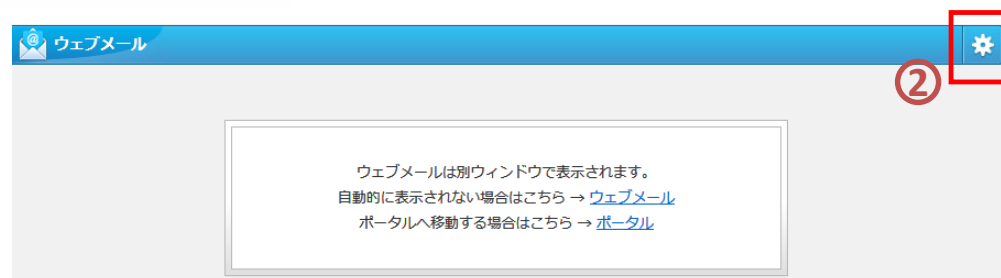 ウェブメール
②
ウェブメールは別ウィンドウで表示されます。
自動的に表示されない場合はこちら → ウェブメール
ポータルへ移動する場合はこちら → ポータル